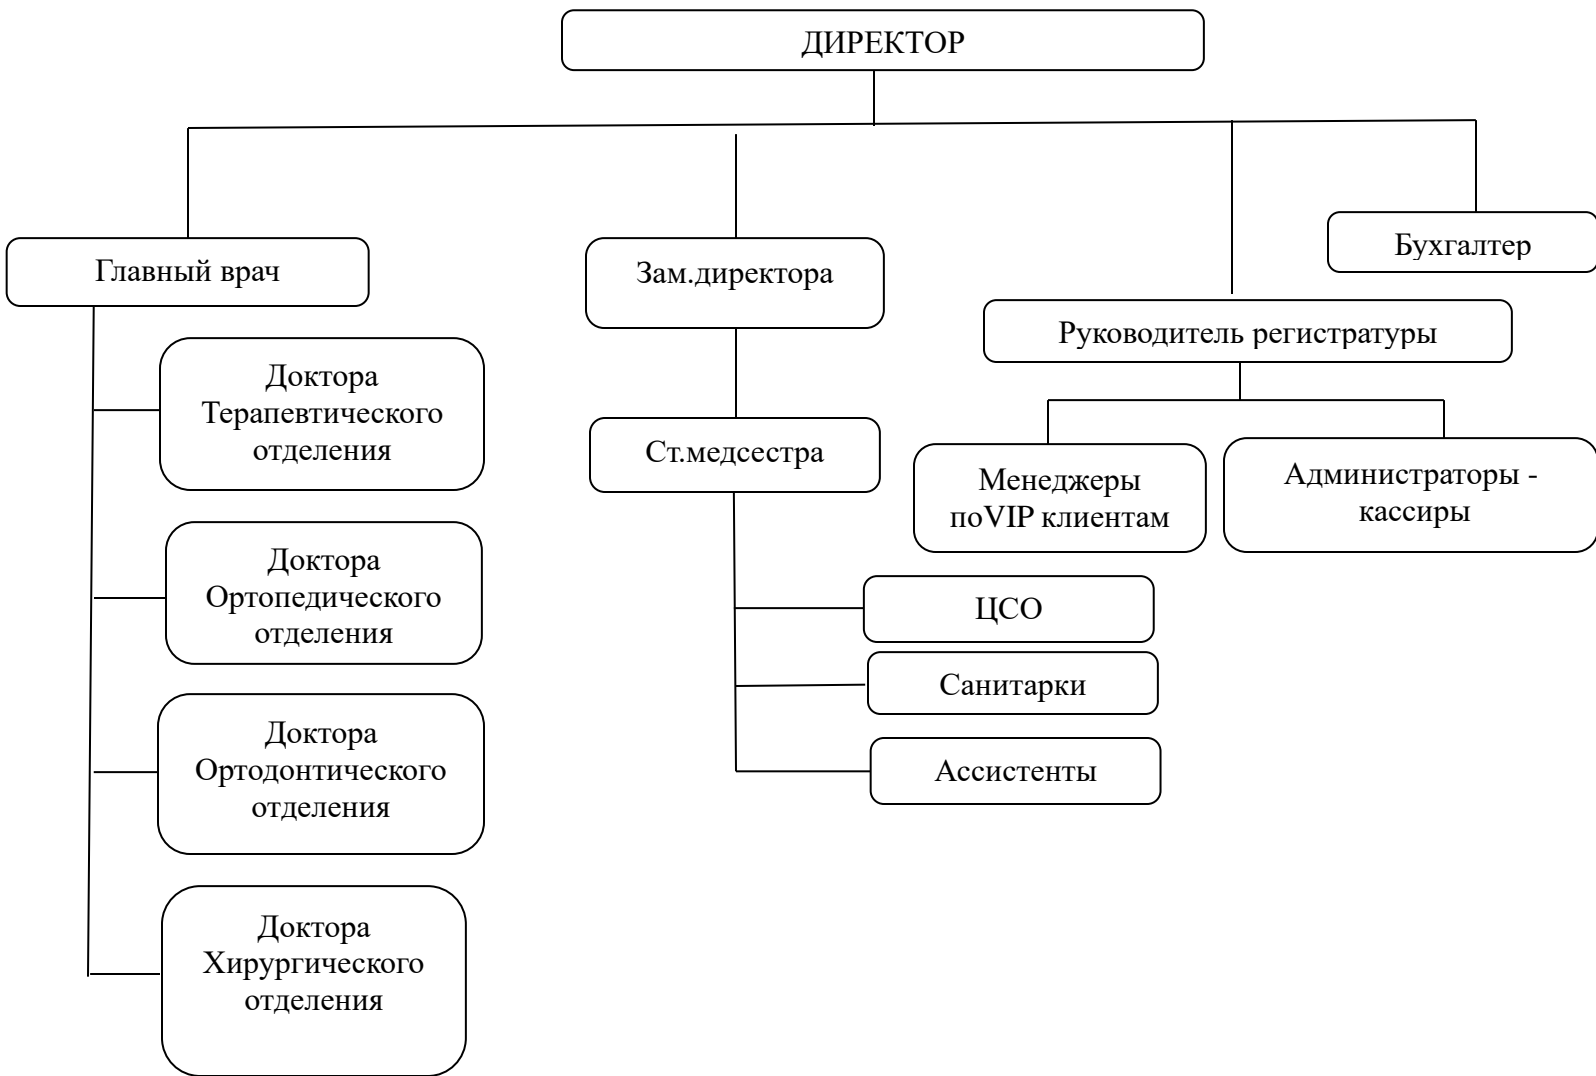 ДИРЕКТОР
Главный врач
Зам.директора
Бухгалтер
Руководитель регистратуры
Доктора
Терапевтического
отделения
Ст.медсестра
Менеджеры
поVIP клиентам
Администраторы -
кассиры
Доктора
Ортопедического
отделения
ЦСО
Санитарки
Доктора
Ортодонтического
отделения
Ассистенты
Доктора
Хирургического
отделения